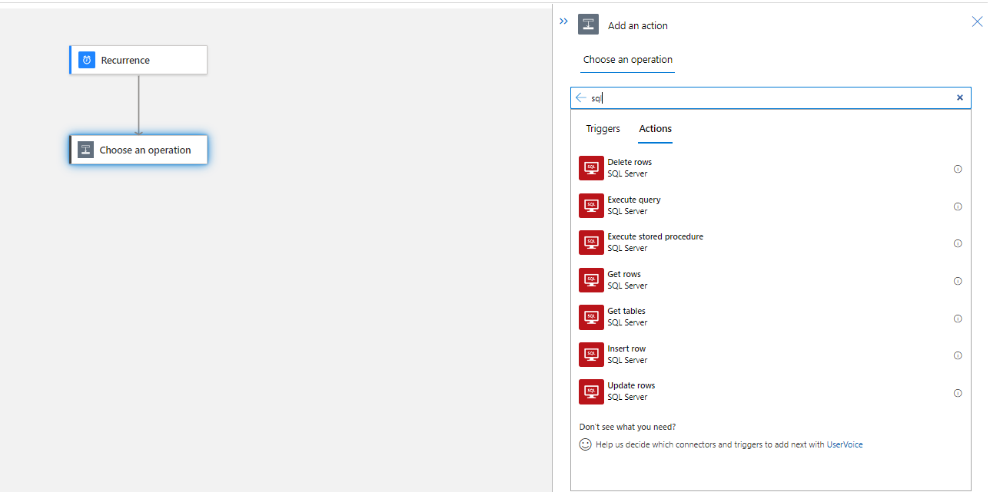 Recurrence
Choose an operation
Add an action
Choose an operation
sql
Triggers Actions
Delete rows
SQL Server
Execute query
SQL Server
Execute stored procedure
SQL Server
Get rows
SQL Server
Get tables
SQL Server
Insert row
SQL Server
Update rows
SQL Server
Don't see what you need?
Help us decide which connectors and triggers to add next with UserVoice